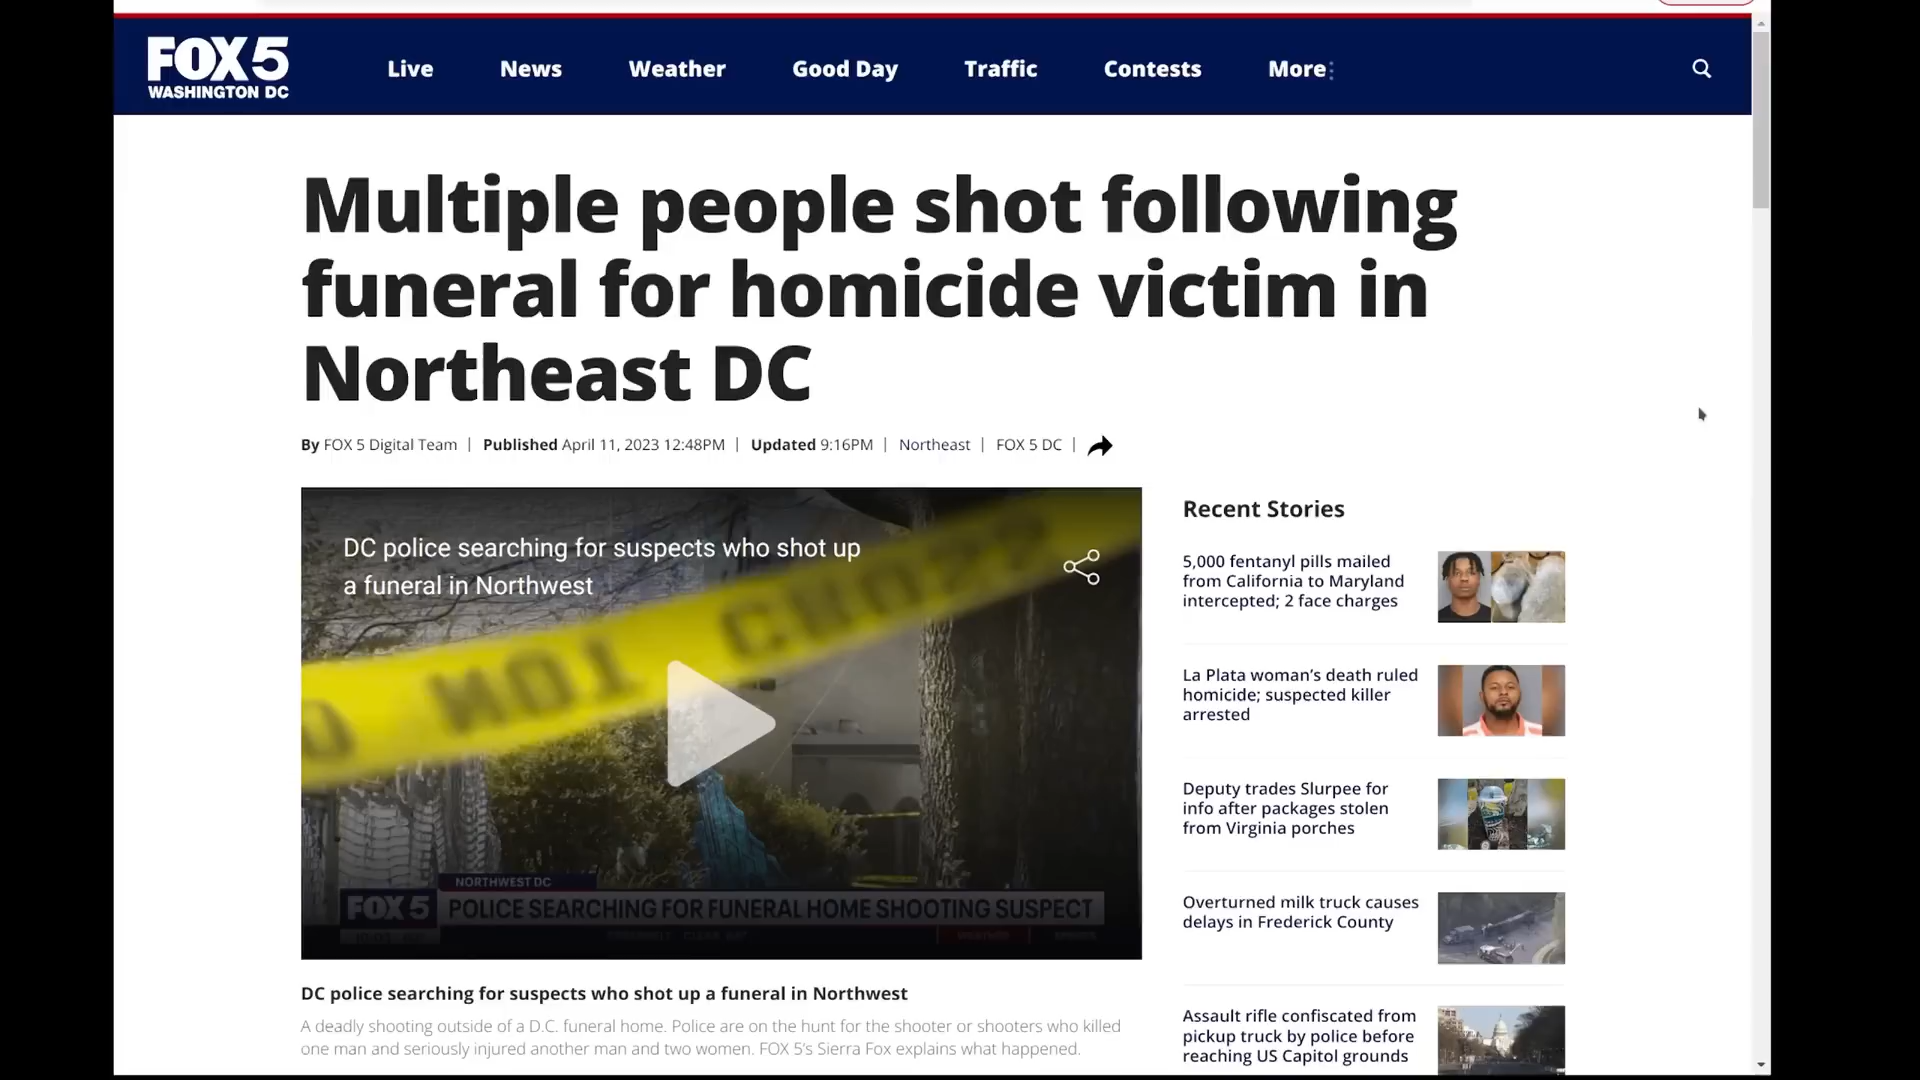 FOX 5
WASHINGTON DC
Live
News
Weather
Good Day
Traffic
Contests
More
Multiple people shot following
funeral for homicide victim in
Northeast DC
By FOX 5 Digital Team | Published April 11, 2023 12:48PM | Updated 9:16PM | Northeast | FOX 5 DC |
DC police searching for suspects who shot up
a funeral in Northwest
NOT CROSS
NORTHWEST DC
FOX 5
POLICE SEARCHING FOR FUNERAL HOME SHOOTING SUSPECT
DC police searching for suspects who shot up a funeral in Northwest
A deadly shooting outside of a D.C. funeral home. Police are on the hunt for the shooter or shooters who killed
one man and seriously injured another man and two women. FOX 5's Sierra Fox explains what happened.
Recent Stories
5,000 fentanyl pills mailed
from California to Maryland
intercepted; 2 face charges
La Plata woman's death ruled
homicide; suspected killer
arrested
Deputy trades Slurpee for
info after packages stolen
from Virginia porches
Overturned milk truck causes
delays in Frederick County
Assault rifle confiscated from
pickup truck by police before
reaching US Capitol grounds